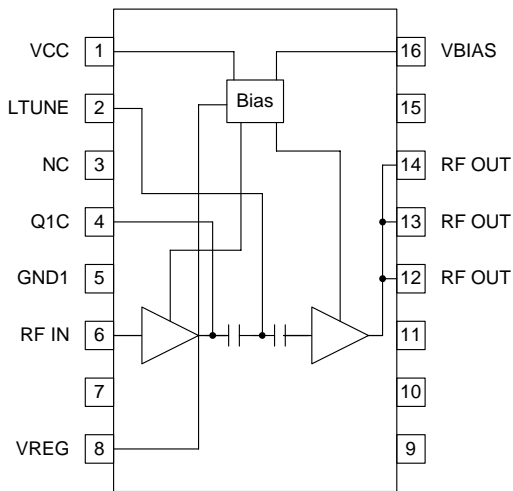 VCC 1 16 VBIAS
Bias
LTUNE 2 15
NC 3 14 RF OUT
Q1C 4 13 RF OUT
GND1 5 12 RF OUT
RF IN 6 11
7 10
VREG 8 9